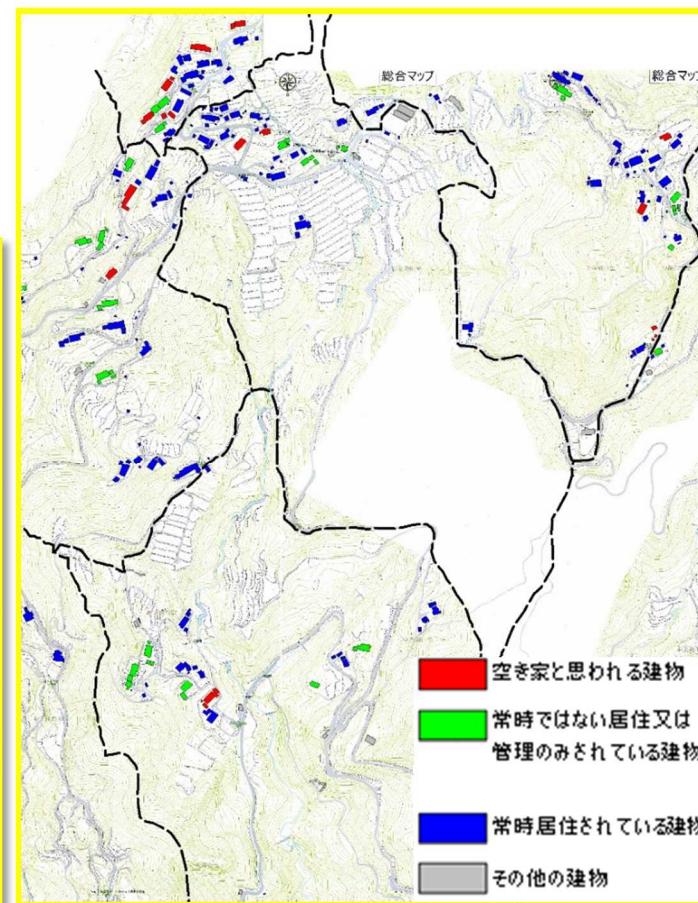 総合マップ
総合マップ
空き家と思われる建物
常時ではない居住又は
管理のみされている建物
常時居住されている建物
その他の建物